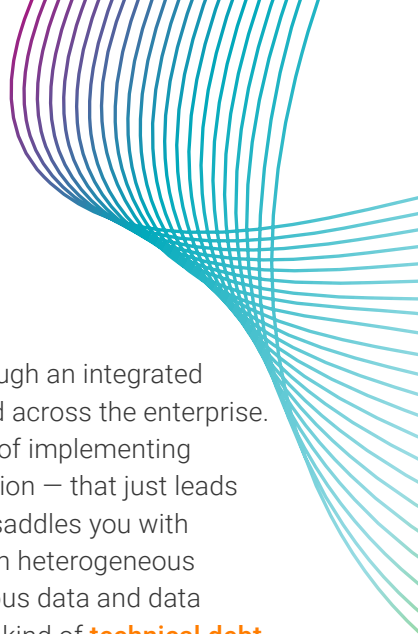 ugh an integrated
d across the enterprise.
of implementing
ion — that just leads
saddles you with
n heterogeneous
ous data and data
kind of technical debt